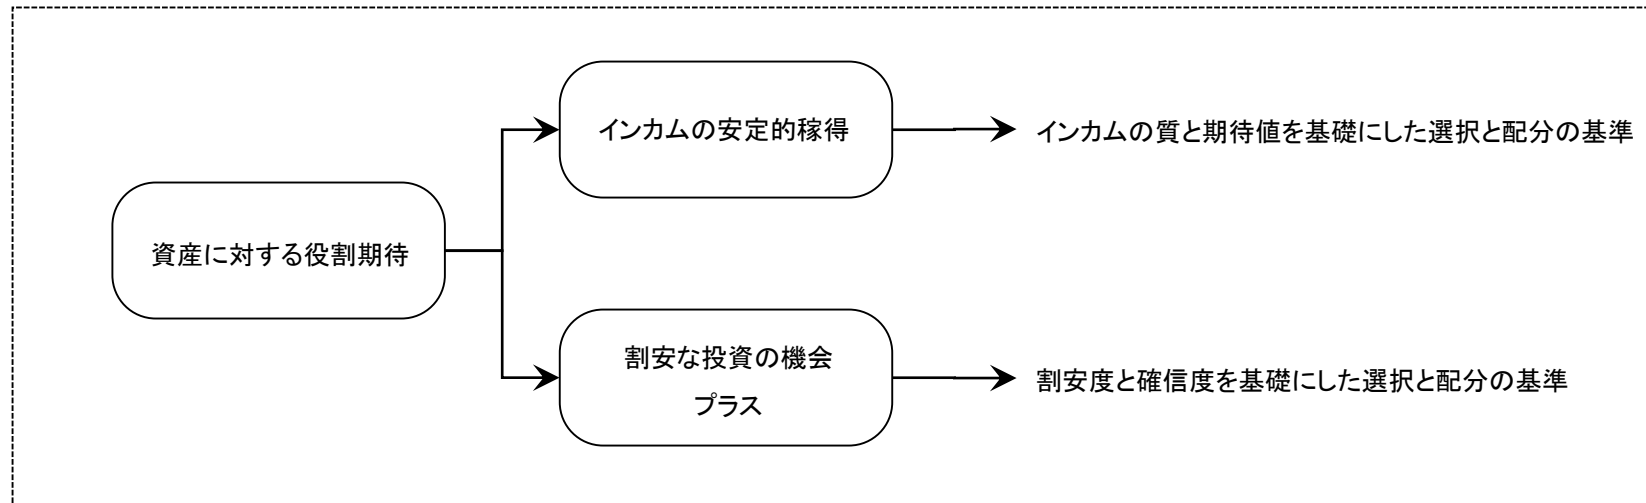 インカムの安定的稼得
インカムの質と期待値を基礎にした選択と配分の基準
資産に対する役割期待
割安な投資の機会
プラス
割安度と確信度を基礎にした選択と配分の基準